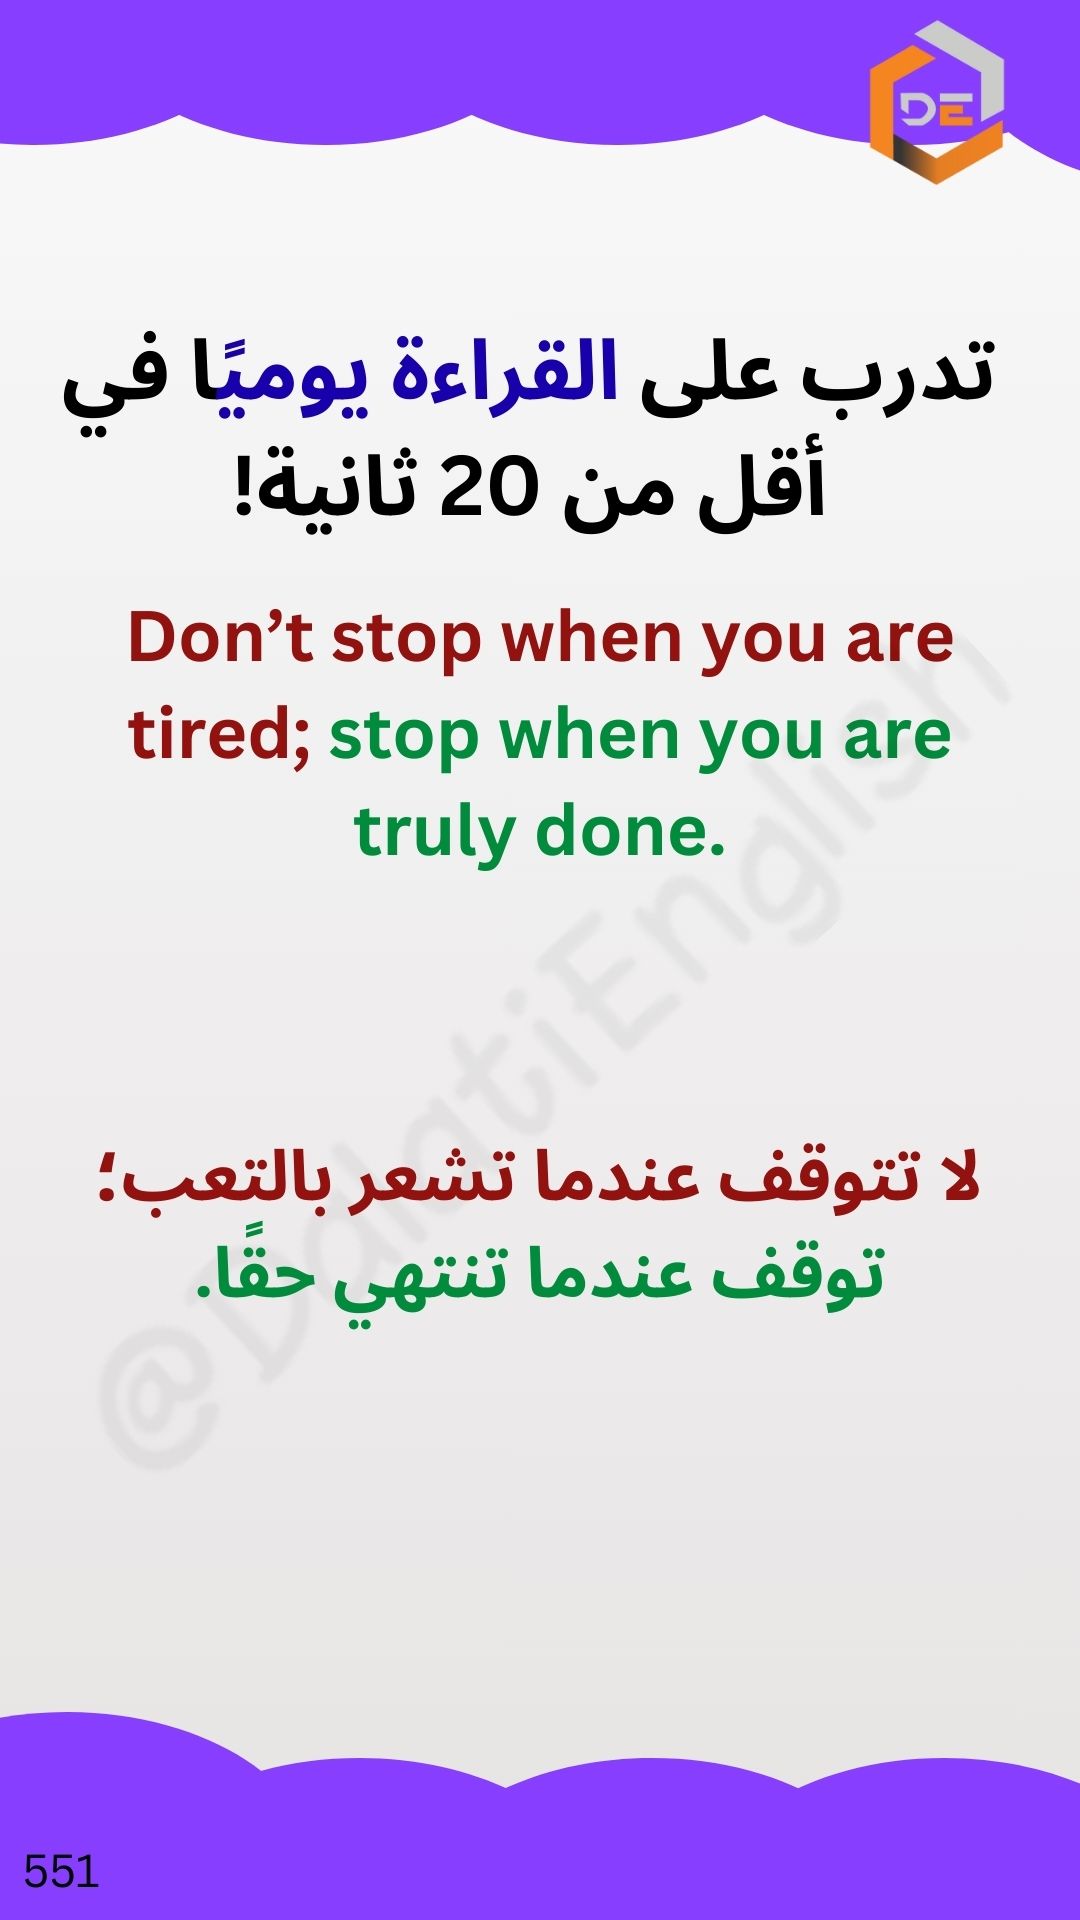 DE
تدرب على القراءة يوميًا في
أقل من 20 ثانية!
Don’t stop when you are
tired; stop when you are
truly done.
@DalatiEnglish
لا تتوقف عندما تشعر بالتعب؛
توقف عندما تنتهي حقًا.
551